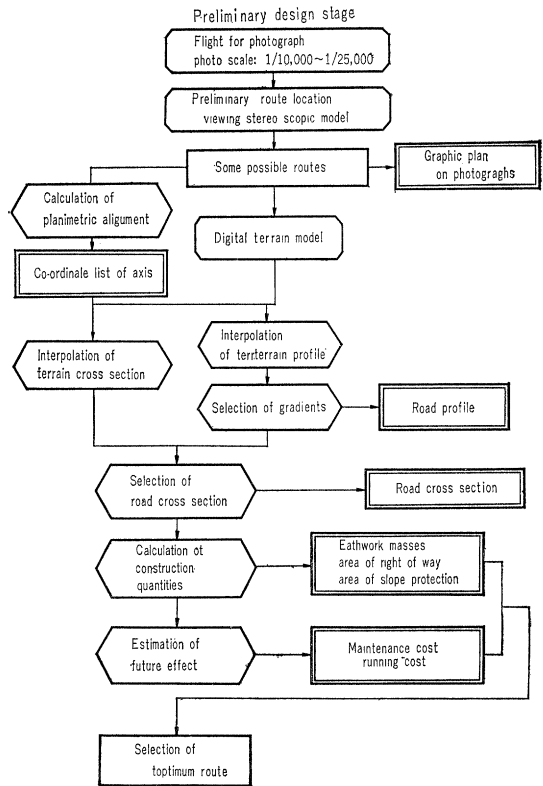 Preliminary design stage
Flight for photograph
photo scale: 1/10,000~1/25,000
Preliminary route location
viewing stereo scopic model
Some possible routes
Graphic plan
on photograghs
Calculation of
planimetric aligument
Digital terrain model
Co-ordinale list of axis
Interpolation of
terrain cross section
Interpolation
of terterrain profile
Selection of gradients
Road profile
Selection of
road cross section
Road cross section
Calculation ot
construction
quantities
Eathwork masses
area of right of way
area of slope protection
Estimation of
future effect
Maintenance cost
running cost
Selection of
toptimum route